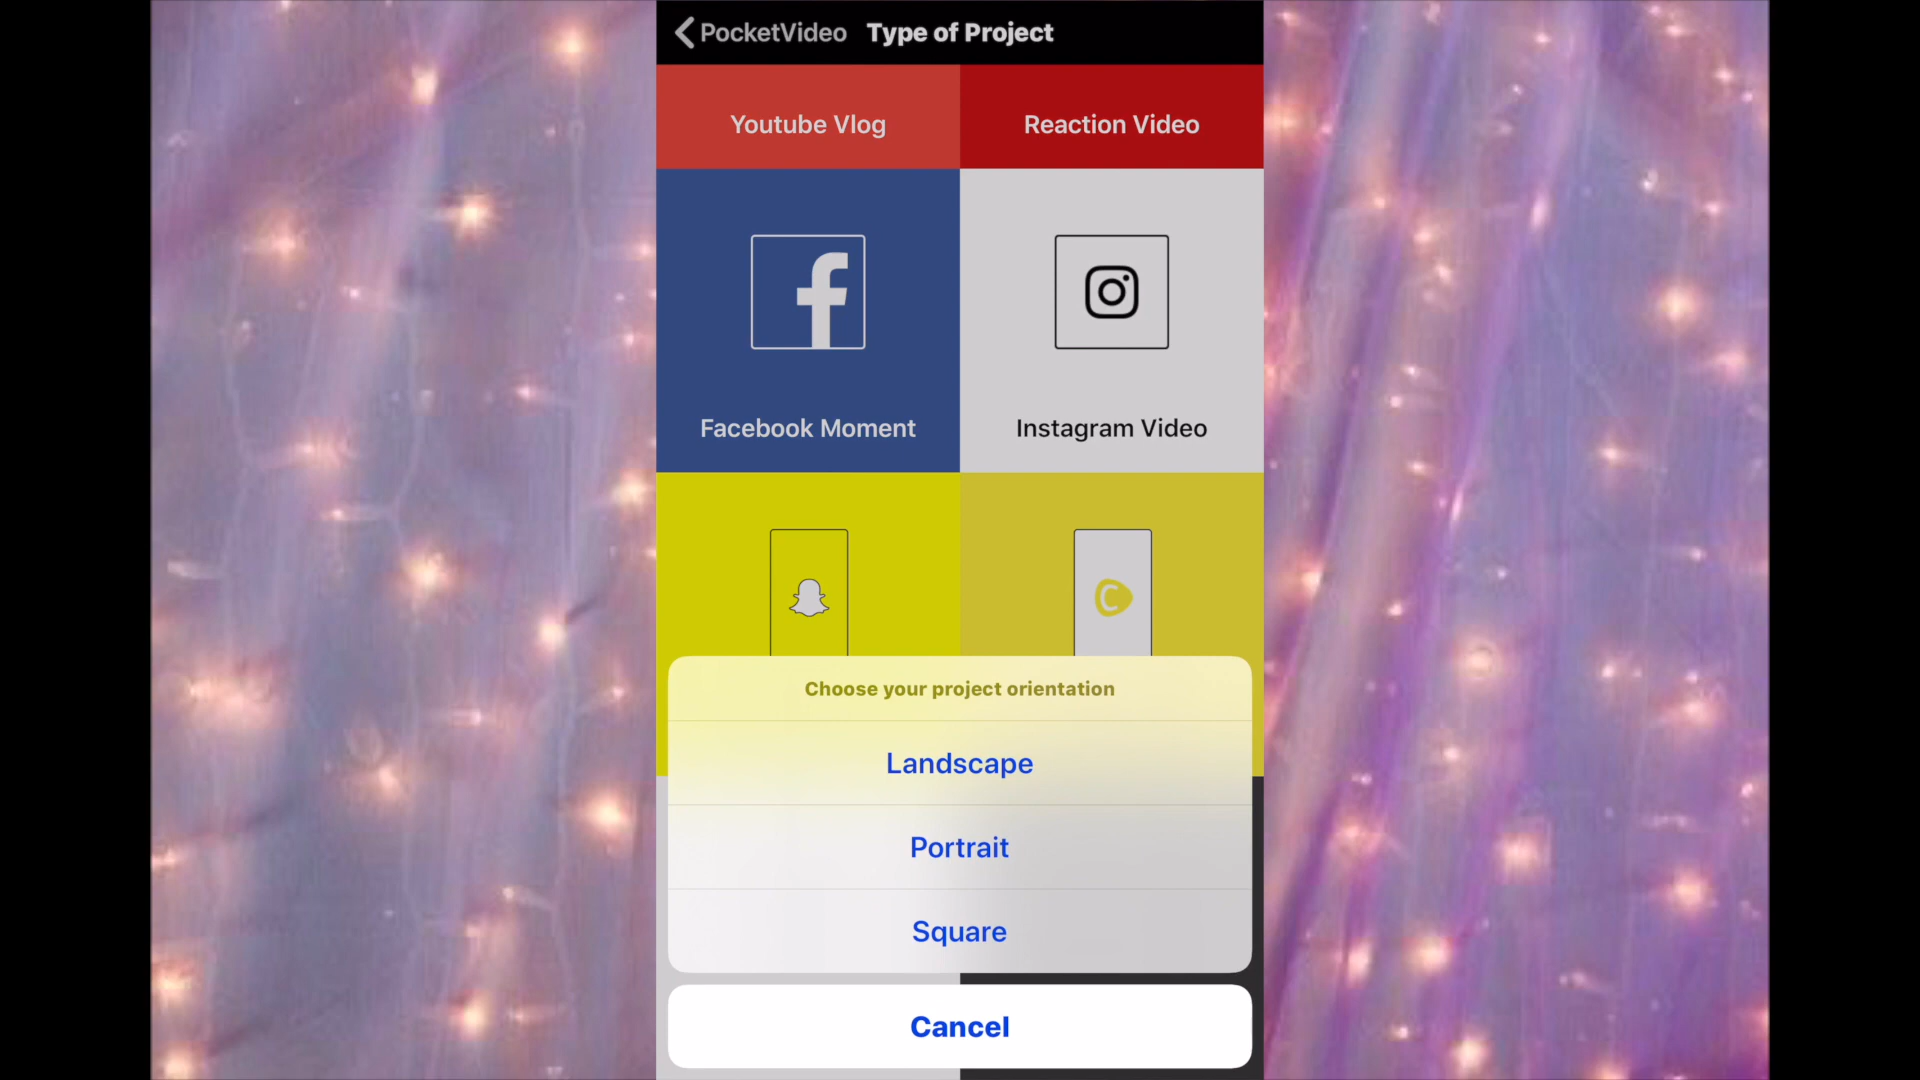 PocketVideo Type of Project
Youtube Vlog
Reaction Video
Facebook Moment
Instagram Video
Choose your project orientation
Landscape
Portrait
Square
Cancel